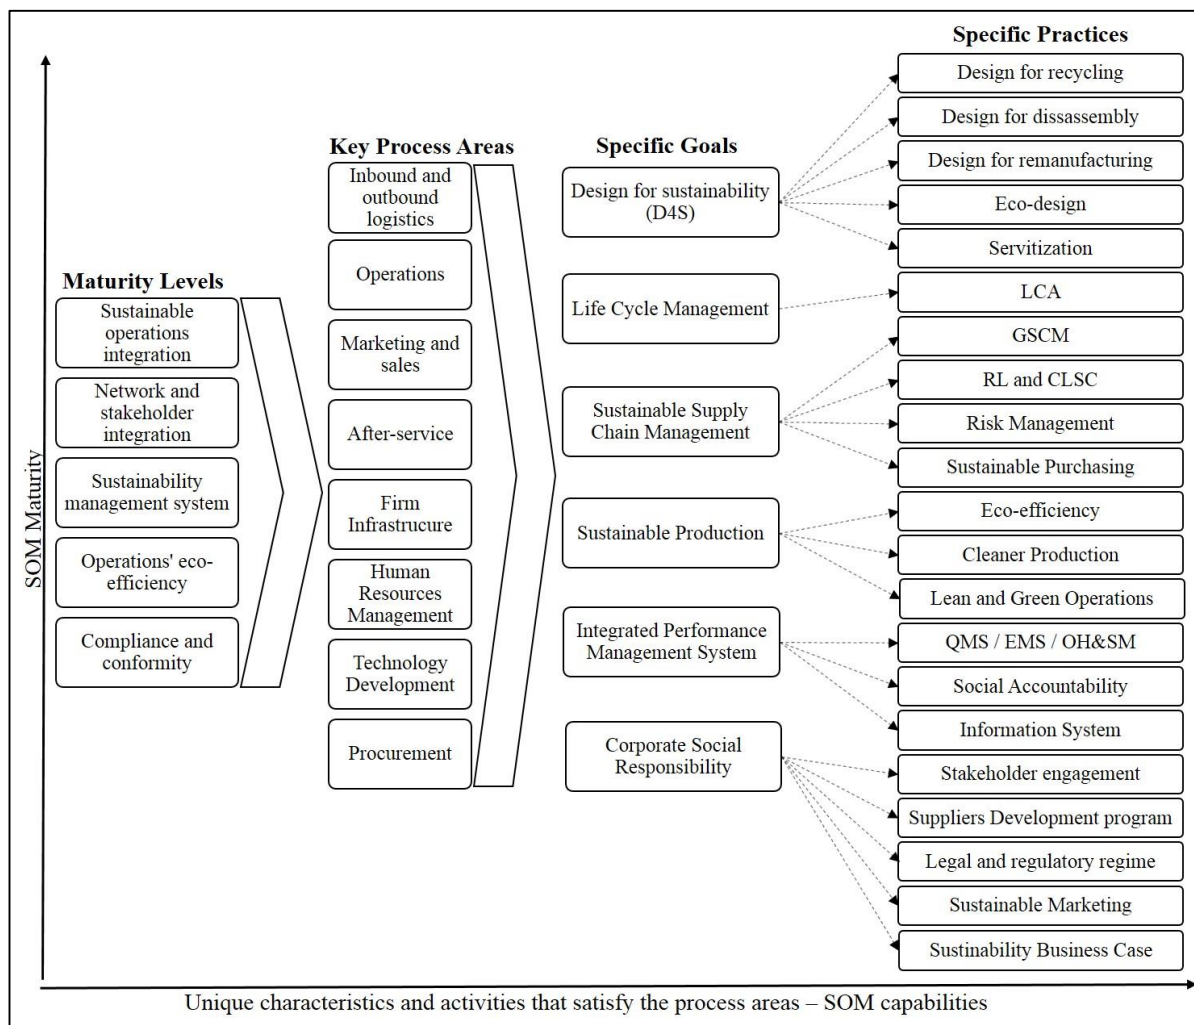 Specific Practices
Design for recycling
Design for dissassembly
Design for remanufacturing
Eco-design
Servitization
LCA
GSCM
RL and CLSC
Risk Management
Sustainable Purchasing
Eco-efficiency
Cleaner Production
Lean and Green Operations
QMS / EMS / OH&SM
Social Accountability
Information System
Stakeholder engagement
Suppliers Development program
Legal and regulatory regime
Sustainable Marketing
Sustinability Business Case
Specific Goals
Design for sustainability
(D4S)
Life Cycle Management
Sustainable Supply
Chain Management
Sustainable Production
Integrated Performance
Management System
Corporate Social
Responsibility
Key Process Areas
Inbound and
outbound
logistics
Operations
Marketing and
sales
After-service
Firm
Infrastrucure
Human
Resources
Management
Technology
Development
Procurement
Maturity Levels
Sustainable
operations
integration
Network and
stakeholder
integration
Sustainability
management system
Operations' eco-
efficiency
Compliance and
conformity
SOM Maturity
Unique characteristics and activities that satisfy the process areas – SOM capabilities